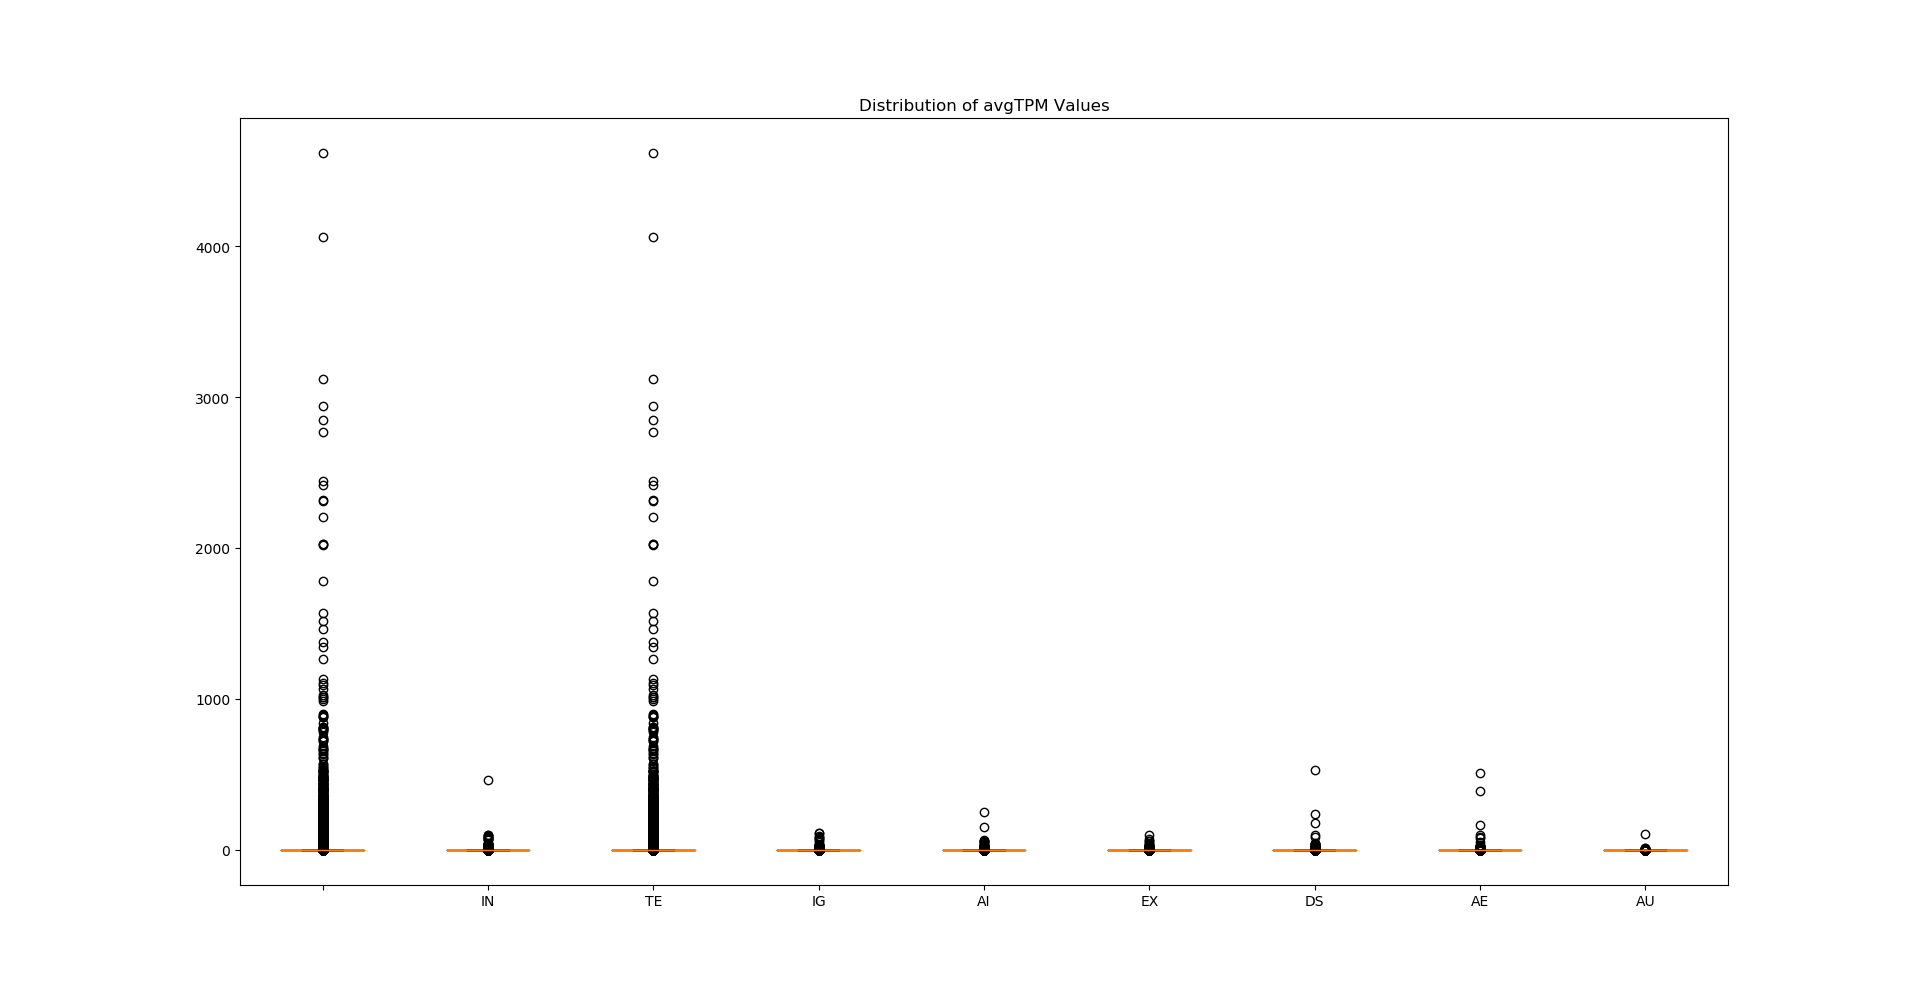 Distribution of avgTPM Values
4000
3000
2000
1000
0
IN TE IG AI EX DS AE AU